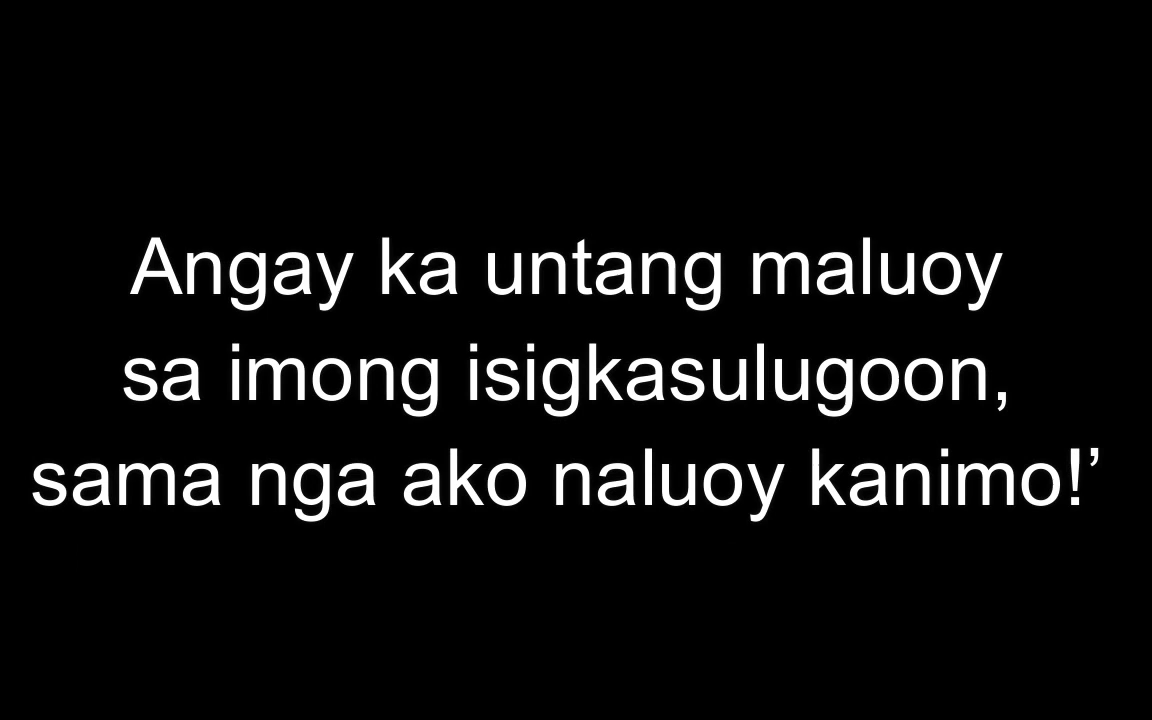 Angay ka untang maluoy
sa imong isigkasulugoon,
sama nga ako naluoy kanimo!’